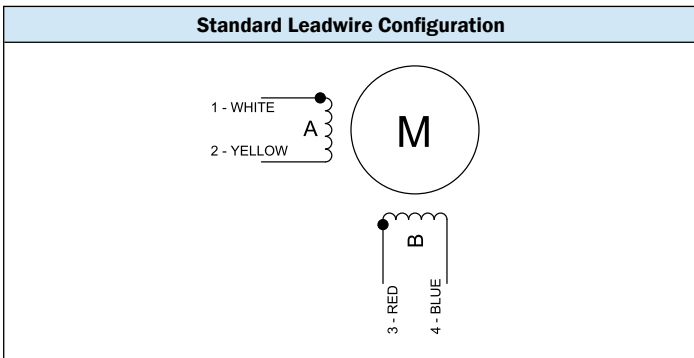 Standard Leadwire Configuration
1 - WHITE
A
2 - YELLOW
M
B
3 - RED
4 - BLUE